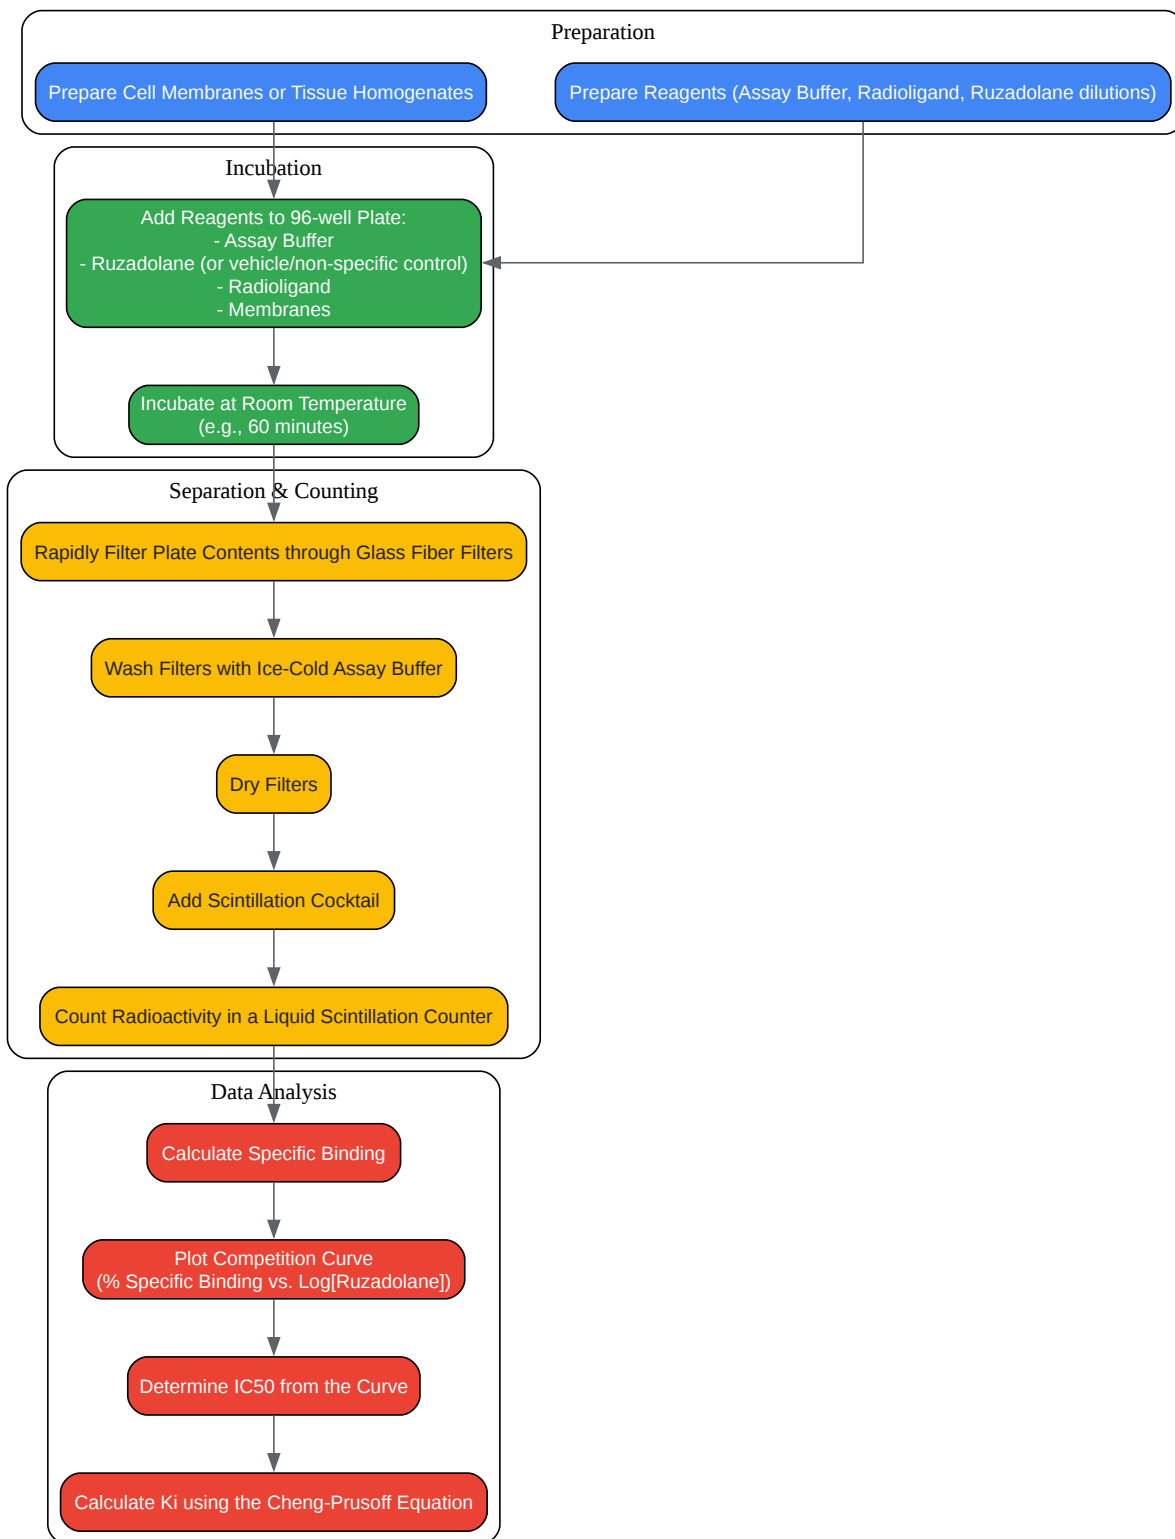 Preparation
Prepare Cell Membranes or Tissue Homogenates
Prepare Reagents (Assay Buffer, Radioligand, Ruzadolane dilutions)
Incubation
Add Reagents to 96-well Plate:
- Assay Buffer
- Ruzadolane (or vehicle/non-specific control)
- Radioligand
- Membranes
Incubate at Room Temperature
(e.g., 60 minutes)
Separation & Counting
Rapidly Filter Plate Contents through Glass Fiber Filters
Wash Filters with Ice-Cold Assay Buffer
Dry Filters
Add Scintillation Cocktail
Count Radioactivity in a Liquid Scintillation Counter
Data Analysis
Calculate Specific Binding
Plot Competition Curve
(% Specific Binding vs. Log[Ruzadolane])
Determine IC50 from the Curve
Calculate Ki using the Cheng-Prusoff Equation